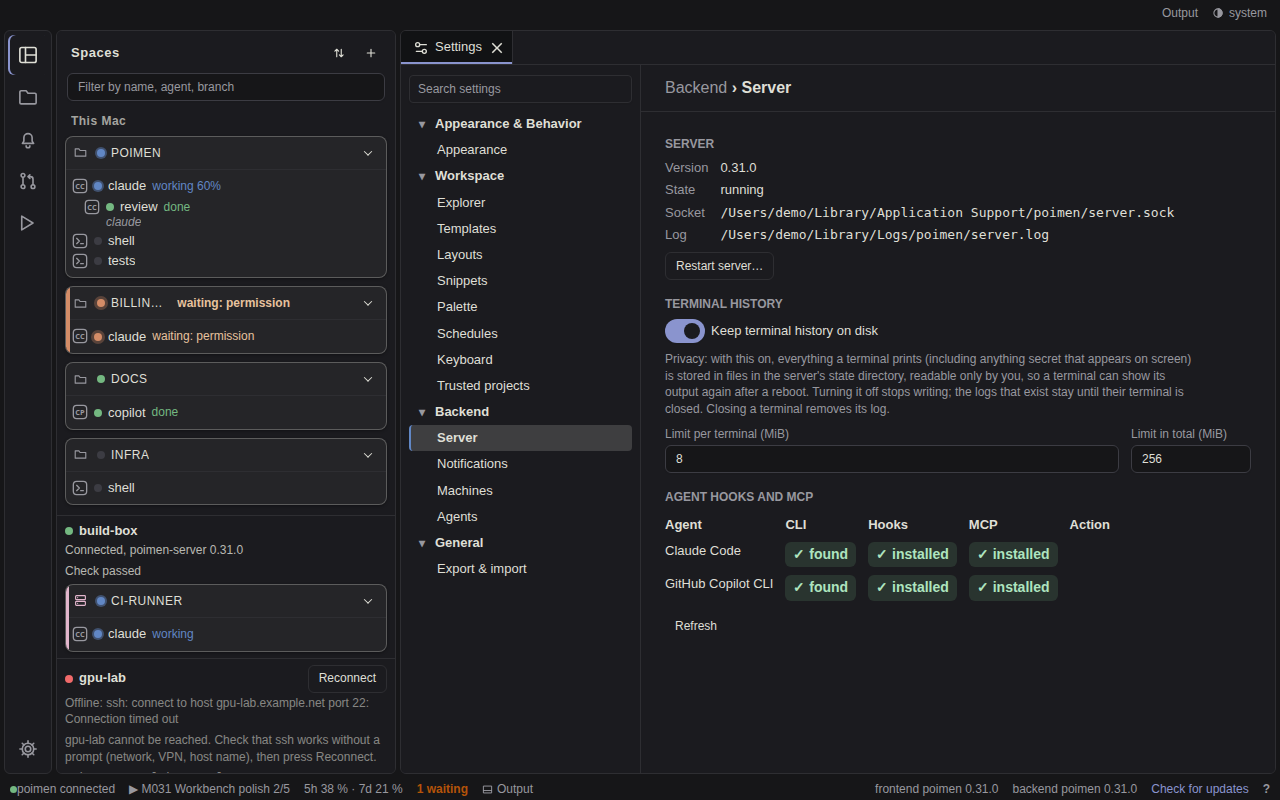 Output
system
Spaces
Filter by name, agent, branch
This Mac
POIMEN
CC claude working 60%
CC review done
claude
shell
tests
BILLIN… waiting: permission
CC claude waiting: permission
DOCS
CP copilot done
INFRA
shell
build-box
Connected, poimen-server 0.31.0
Check passed
CI-RUNNER
CC claude working
gpu-lab
Reconnect
Offline: ssh: connect to host gpu-lab.example.net port 22:
Connection timed out
gpu-lab cannot be reached. Check that ssh works without a
prompt (network, VPN, host name), then press Reconnect.
Settings
Search settings
Appearance & Behavior
Appearance
Workspace
Explorer
Templates
Layouts
Snippets
Palette
Schedules
Keyboard
Trusted projects
Backend
Server
Notifications
Machines
Agents
General
Export & import
Backend › Server
SERVER
Version 0.31.0
State running
Socket /Users/demo/Library/Application Support/poimen/server.sock
Log /Users/demo/Library/Logs/poimen/server.log
Restart server…
TERMINAL HISTORY
Keep terminal history on disk
Privacy: with this on, everything a terminal prints (including anything secret that appears on screen)
is stored in files in the server's state directory, readable only by you, so a terminal can show its
output again after a reboot. Turning it off stops writing; the logs that exist stay until their terminal is
closed. Closing a terminal removes its log.
Limit per terminal (MiB) Limit in total (MiB)
8 256
AGENT HOOKS AND MCP
Agent CLI Hooks MCP Action
Claude Code ✓ found ✓ installed ✓ installed
GitHub Copilot CLI ✓ found ✓ installed ✓ installed
Refresh
poimen connected ▶ M031 Workbench polish 2/5 5h 38 % · 7d 21 % 1 waiting Output
frontend poimen 0.31.0 backend poimen 0.31.0 Check for updates ?